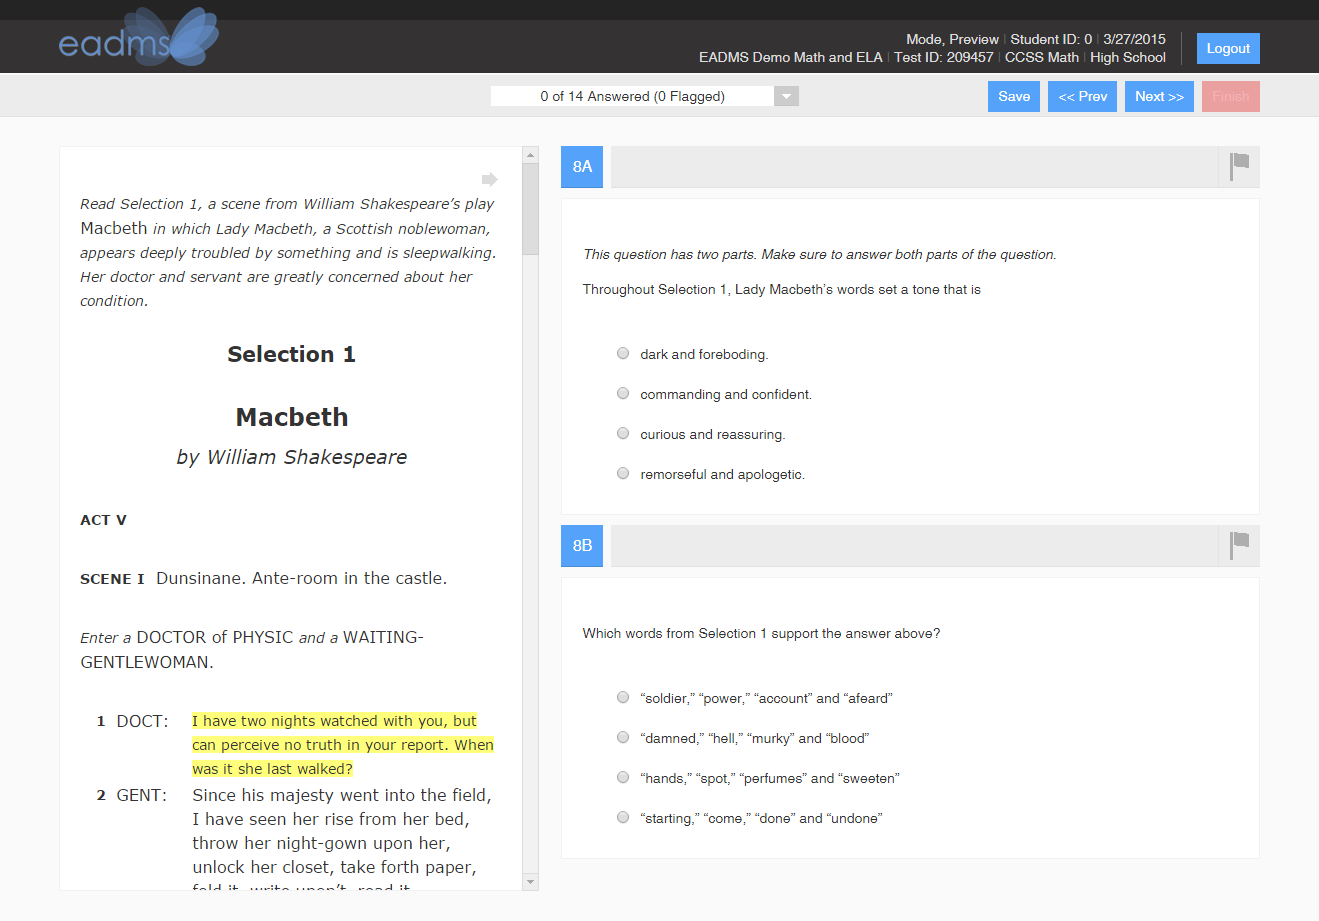 eadms
Mode, Preview | Student ID: 0 | 3/27/2015
EADMS Demo Math and ELA | Test ID: 209457 | CCSS Math | High School
Logout
0 of 14 Answered (0 Flagged)
Save
<< Prev
Next >>
Finish
Read Selection 1, a scene from William Shakespeare’s play
Macbeth in which Lady Macbeth, a Scottish noblewoman,
appears deeply troubled by something and is sleepwalking.
Her doctor and servant are greatly concerned about her
condition.
Selection 1
Macbeth
by William Shakespeare
ACT V
SCENE I Dunsinane. Ante-room in the castle.
Enter a DOCTOR of PHYSIC and a WAITING-
GENTLEWOMAN.
1 DOCT: I have two nights watched with you, but
can perceive no truth in your report. When
was it she last walked?
2 GENT: Since his majesty went into the field,
I have seen her rise from her bed,
throw her night-gown upon her,
unlock her closet, take forth paper,
fold it, write upon’t, read it,
8A
This question has two parts. Make sure to answer both parts of the question.
Throughout Selection 1, Lady Macbeth’s words set a tone that is
dark and foreboding.
commanding and confident.
curious and reassuring.
remorseful and apologetic.
8B
Which words from Selection 1 support the answer above?
“soldier,” “power,” “account” and “afeard”
“damned,” “hell,” “murky” and “blood”
“hands,” “spot,” “perfumes” and “sweeten”
“starting,” “come,” “done” and “undone”